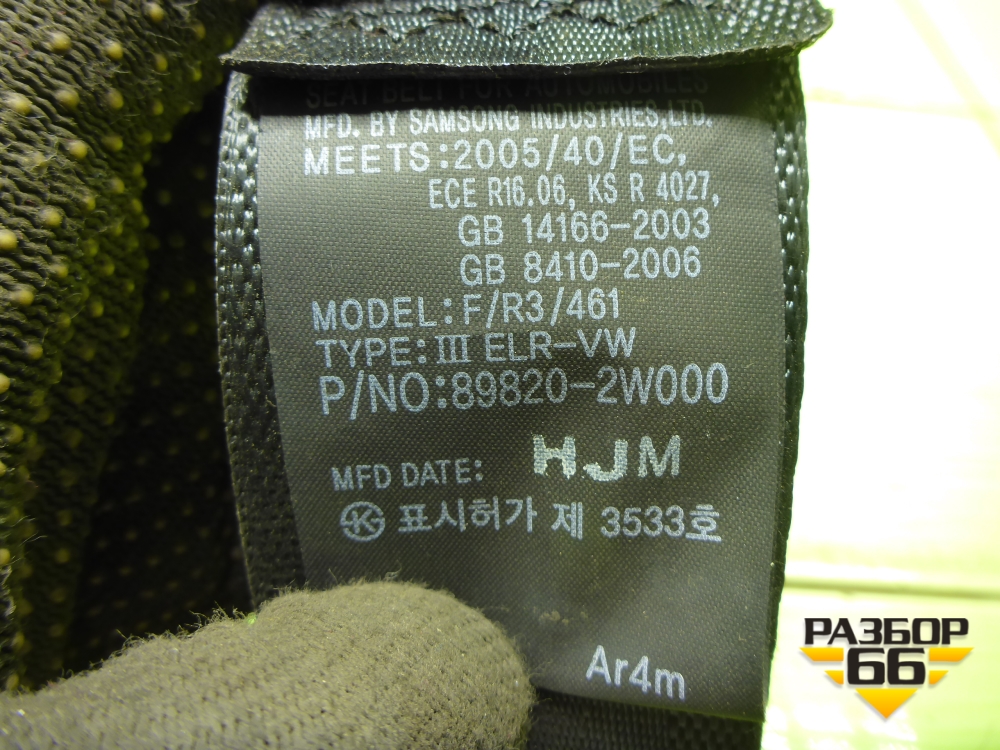 SEAT BELT FOR AUTOMOBILES
MFD. BY SAMSONG INDUSTRIES,LTD.
MEETS:2005/40/EC,
ECE R16.06, KS R 4027,
GB 14166-2003
GB 8410-2006
MODEL:F/R3/461
TYPE:Ⅲ ELR-VW
P/NO:89820-2W000
MFD DATE: HJM
K 표시허가 제 3533호
Ar4m
РАЗБОР
66